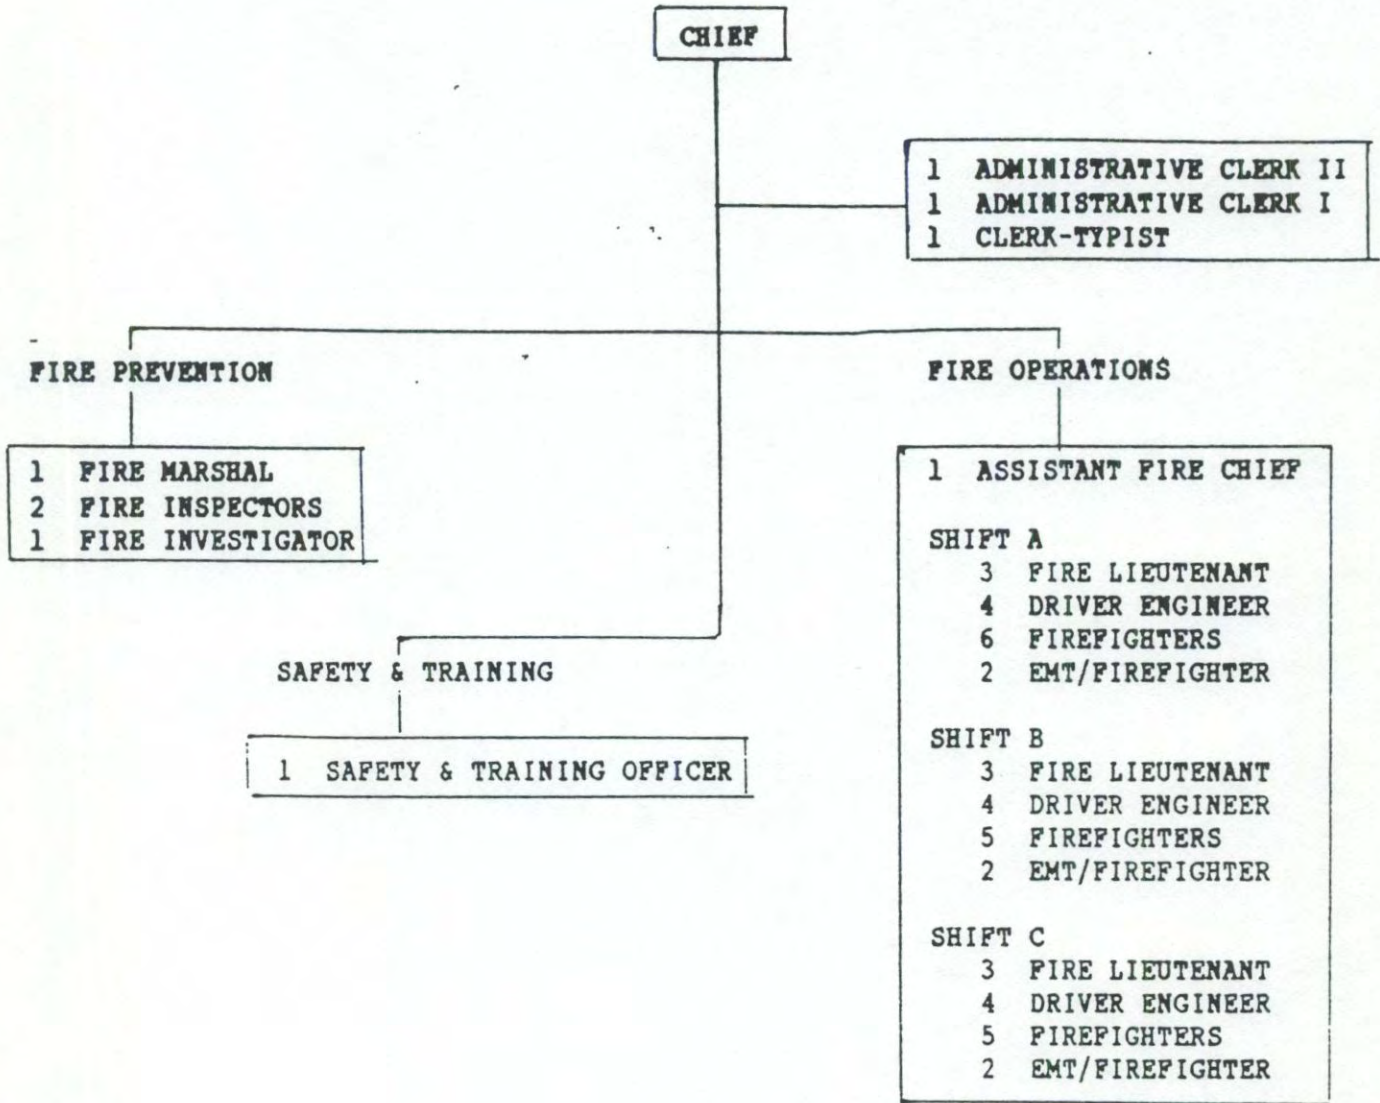 CHIEF
1 ADMINISTRATIVE CLERK II
1 ADMINISTRATIVE CLERK I
1 CLERK-TYPIST
FIRE PREVENTION
1 FIRE MARSHAL
2 FIRE INSPECTORS
1 FIRE INVESTIGATOR
SAFETY & TRAINING
1 SAFETY & TRAINING OFFICER
FIRE OPERATIONS
1 ASSISTANT FIRE CHIEF
SHIFT A
3 FIRE LIEUTENANT
4 DRIVER ENGINEER
6 FIREFIGHTERS
2 EMT/FIREFIGHTER
SHIFT B
3 FIRE LIEUTENANT
4 DRIVER ENGINEER
5 FIREFIGHTERS
2 EMT/FIREFIGHTER
SHIFT C
3 FIRE LIEUTENANT
4 DRIVER ENGINEER
5 FIREFIGHTERS
2 EMT/FIREFIGHTER